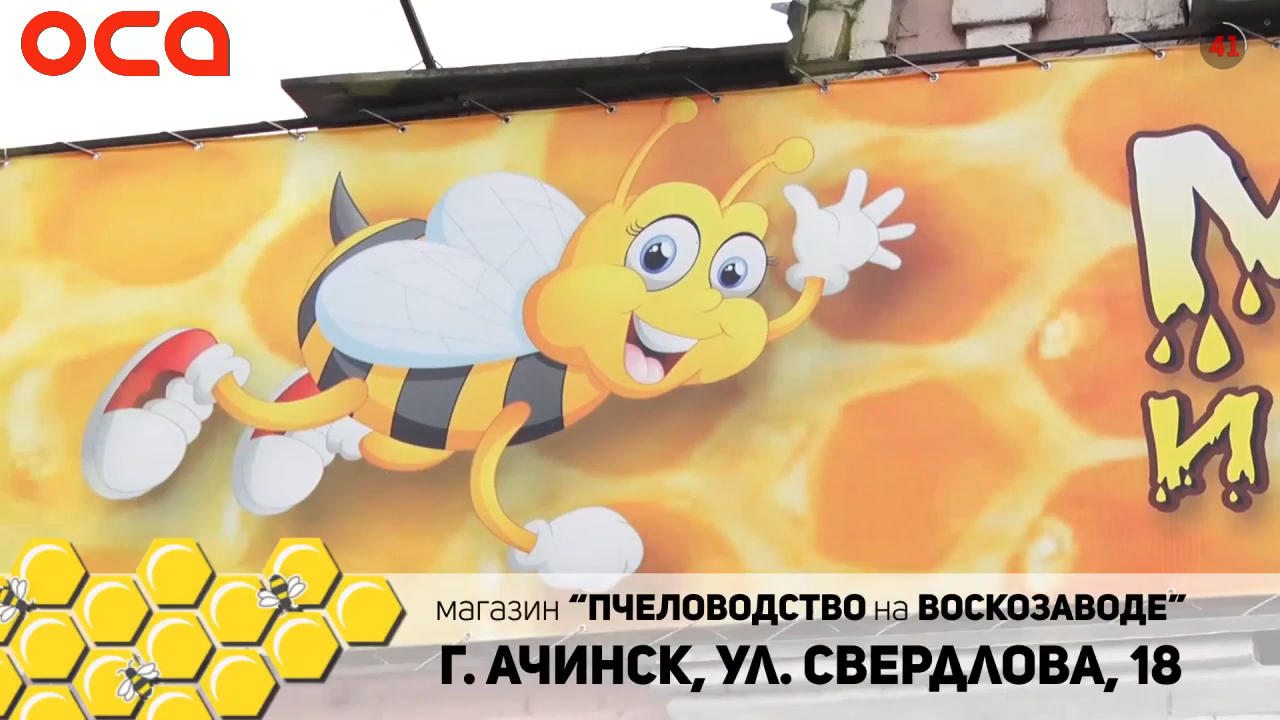 оса
41
М
и
магазин “ПЧЕЛОВОДСТВО на ВОСКОЗАВОДЕ”
Г. АЧИНСК, УЛ. СВЕРДЛОВА, 18